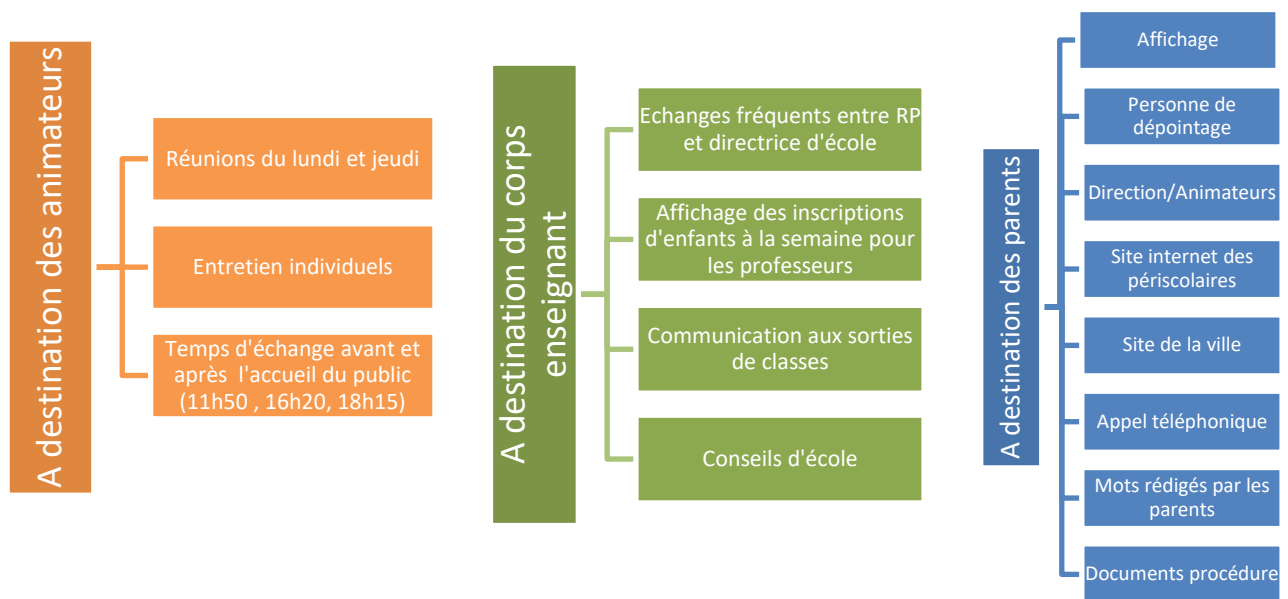 A destination des animateurs
Réunions du lundi et jeudi
Entretien individuels
Temps d'échange avant et
après l'accueil du public
(11h50 , 16h20, 18h15)
A destination du corps
enseignant
Echanges fréquents entre RP
et directrice d'école
Affichage des inscriptions
d'enfants à la semaine pour
les professeurs
Communication aux sorties
de classes
Conseils d'école
A destination des parents
Affichage
Personne de
dépointage
Direction/Animateurs
Site internet des
périscolaires
Site de la ville
Appel téléphonique
Mots rédigés par les
parents
Documents procédure